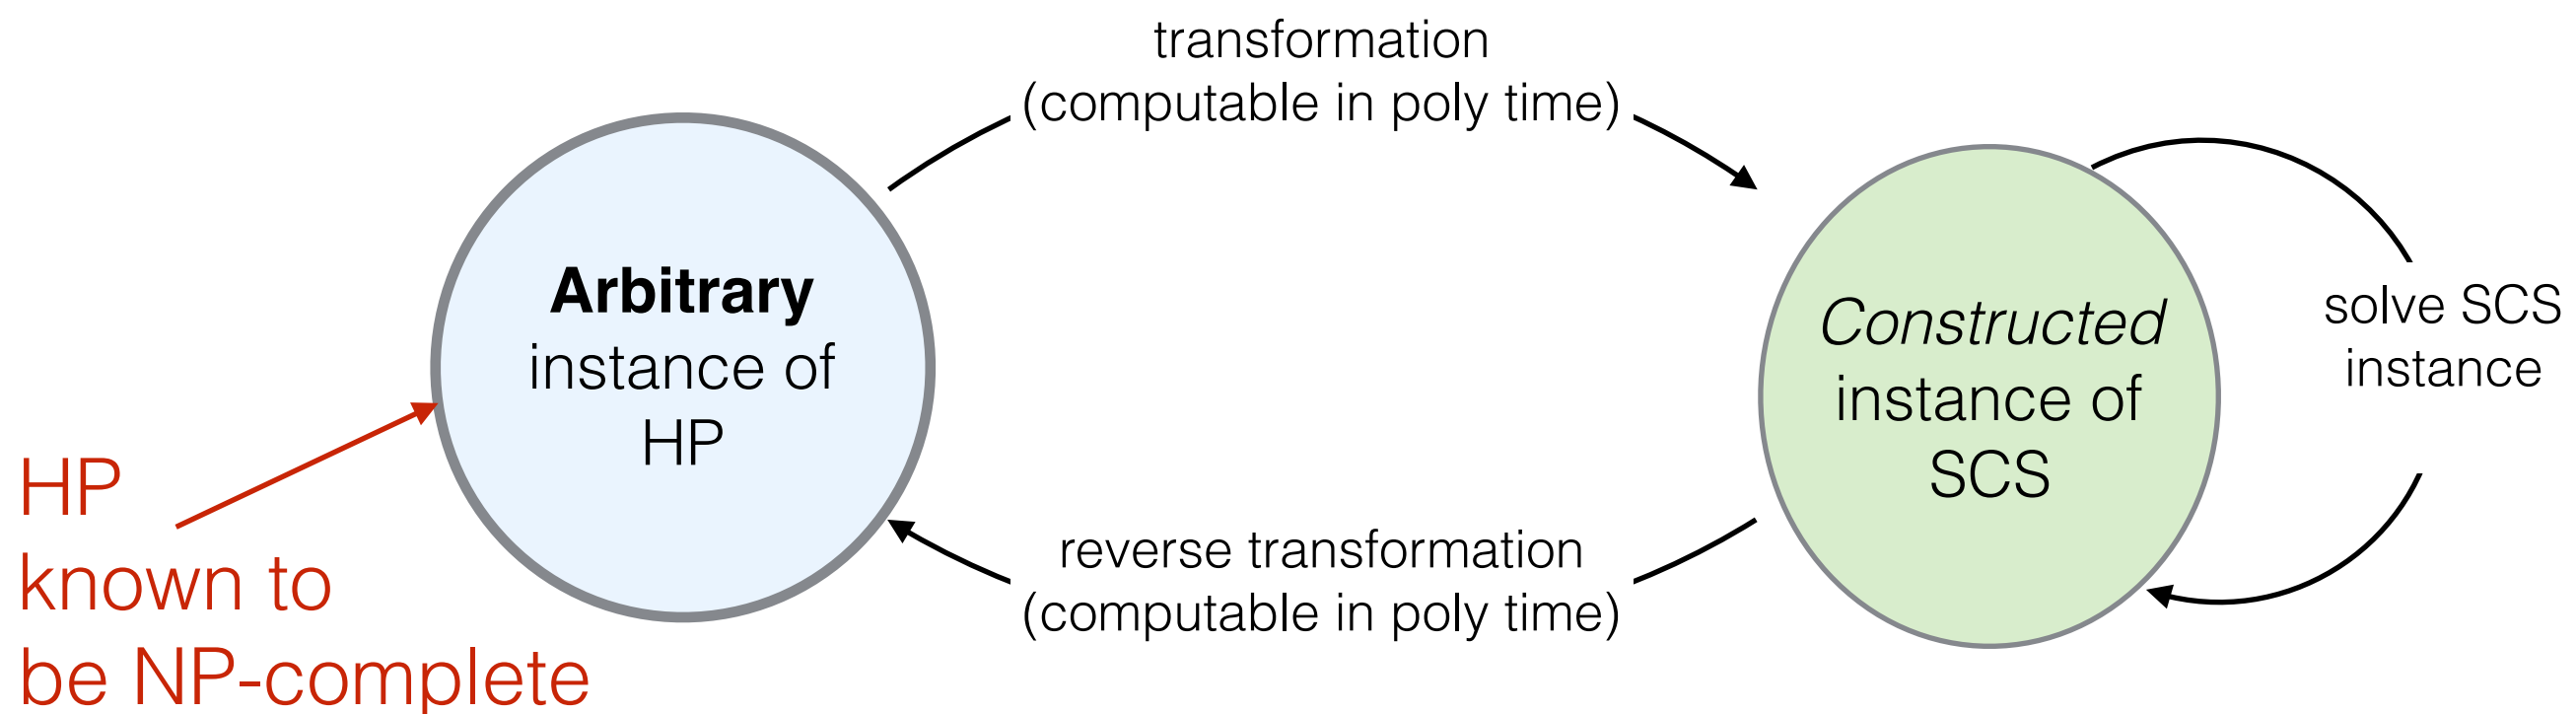 transformation
(computable in poly time)
Arbitrary
instance of
HP
Constructed
instance of
SCS
solve SCS
instance
HP
known to
be NP-complete
reverse transformation
(computable in poly time)